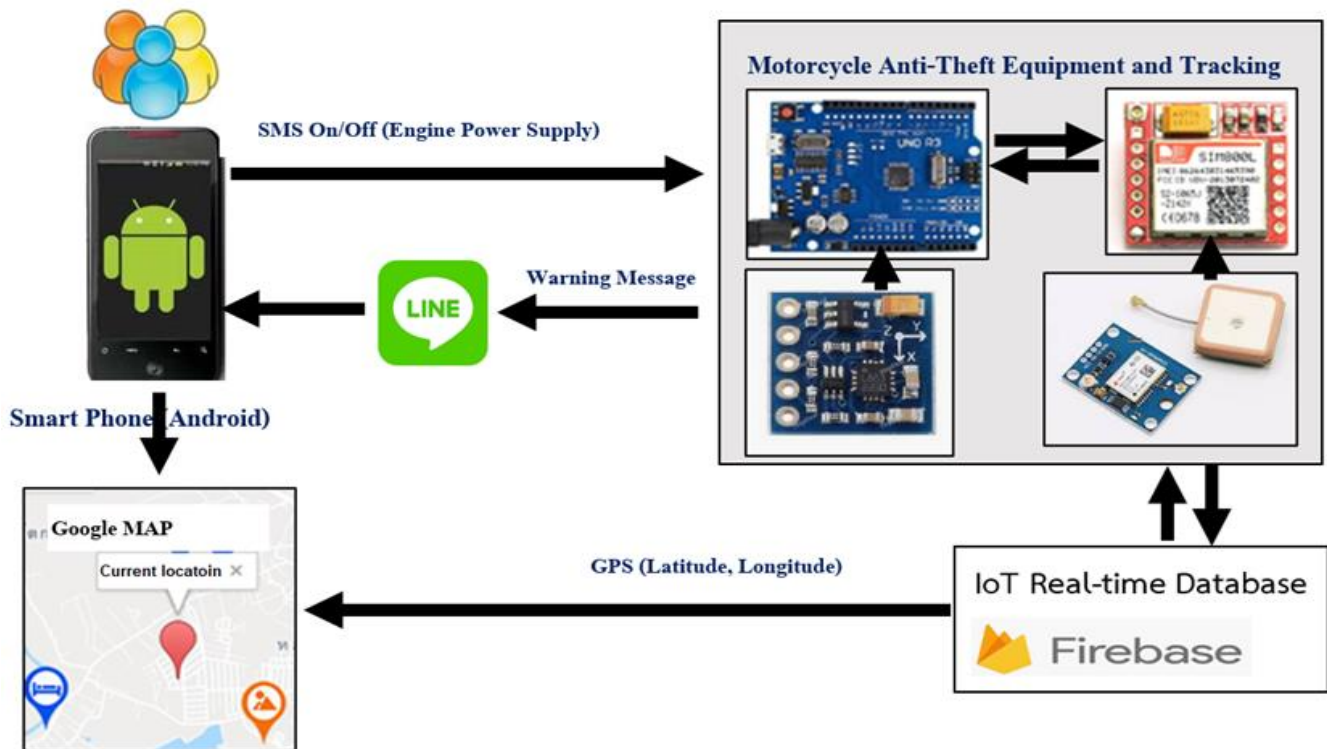 Motorcycle Anti-Theft Equipment and Tracking
SMS On/Off (Engine Power Supply)
UNO R3
SIM800L
Warning Message
LINE
Z
Y
X
Smart Phone (Android)
Google MAP
Current locatoin ×
GPS (Latitude, Longitude)
IoT Real-time Database
Firebase